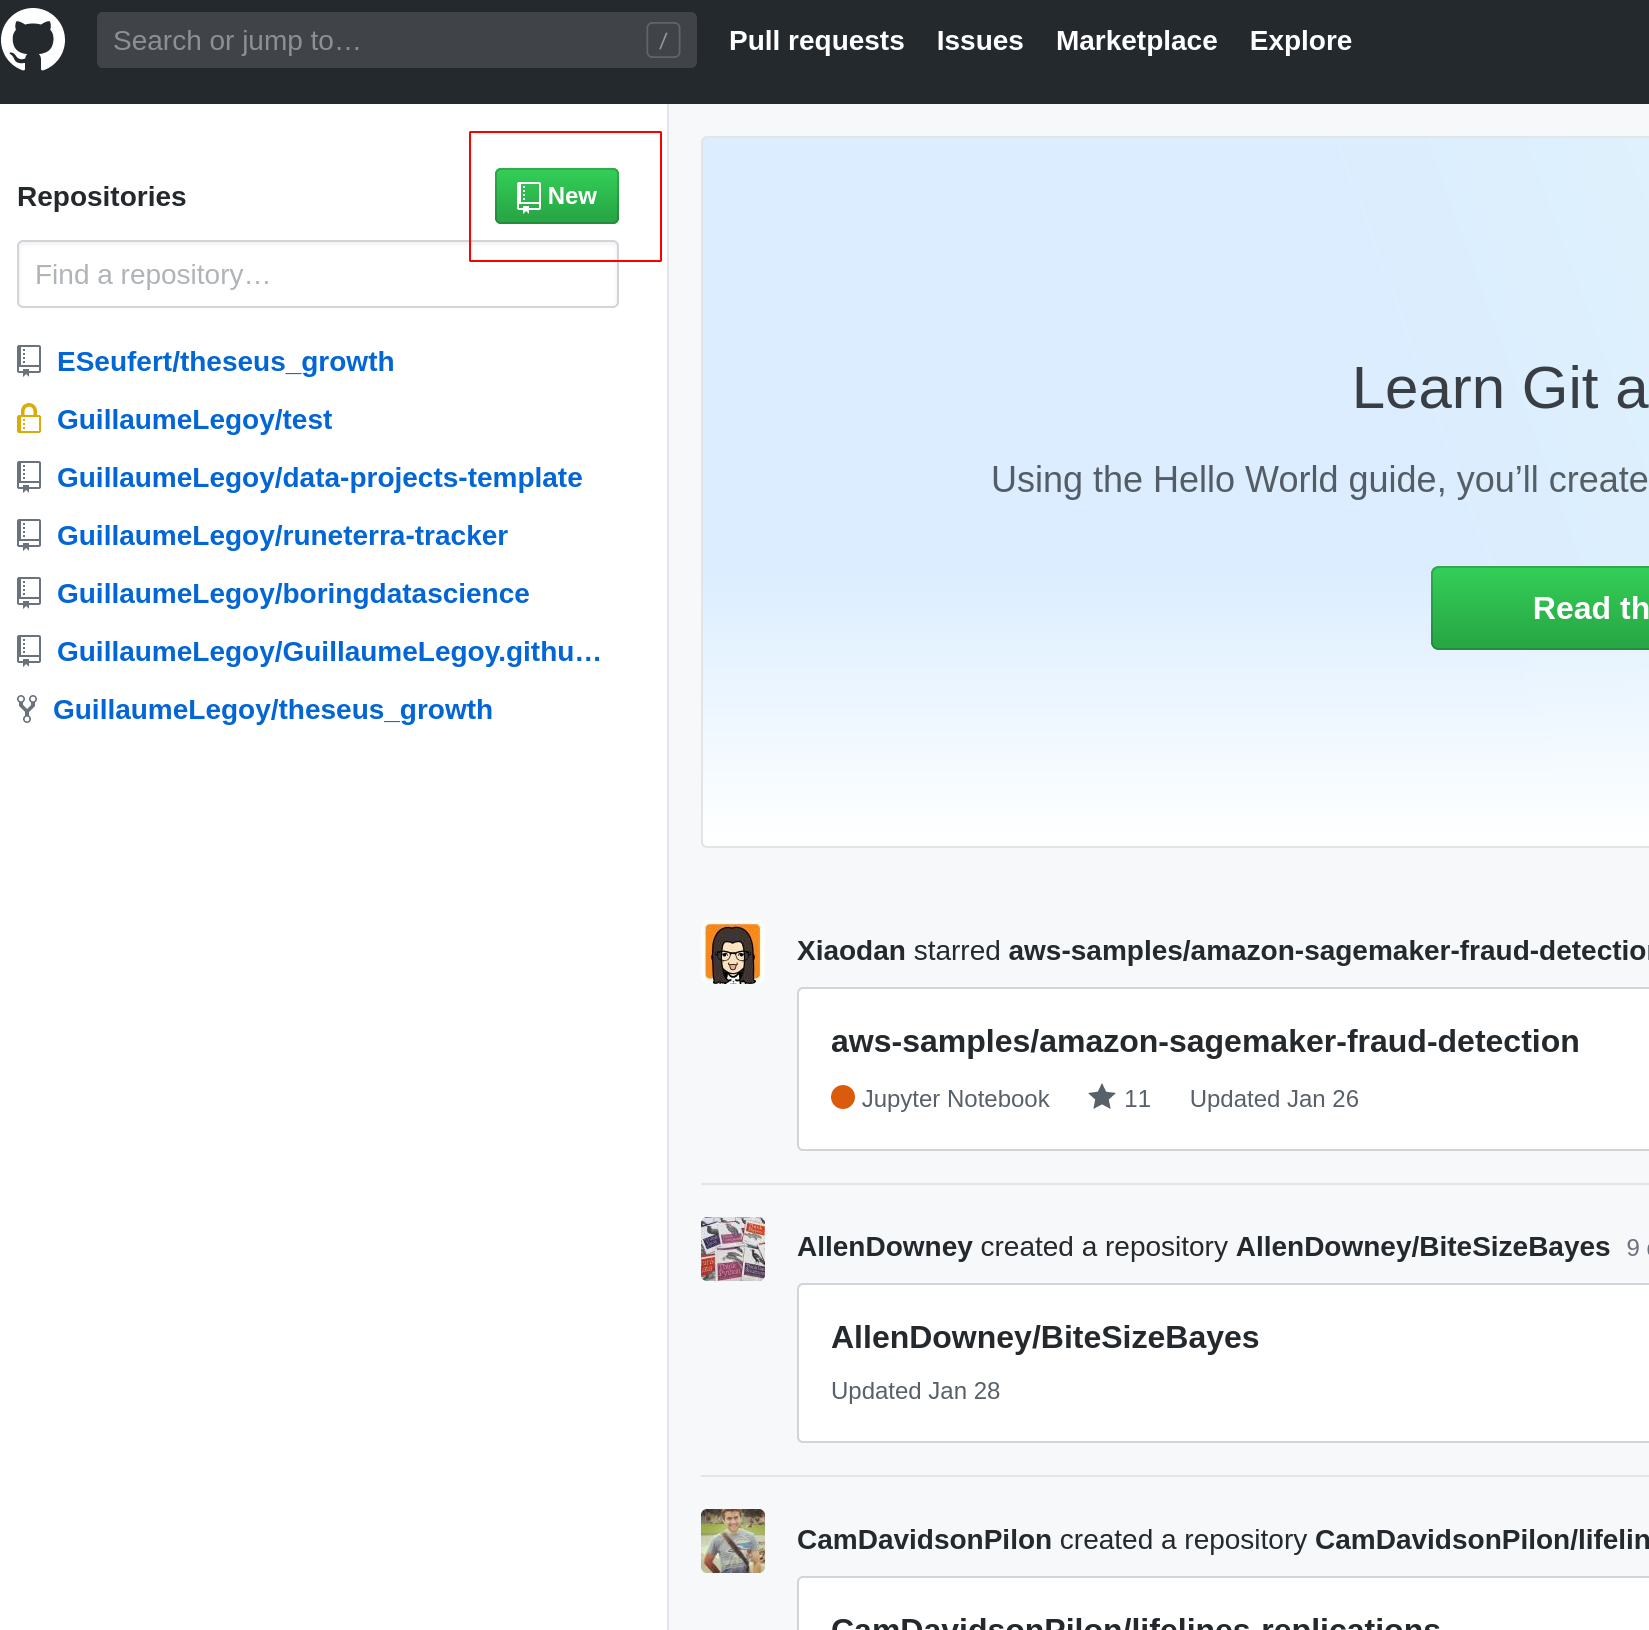 Search or jump to… /
Pull requests Issues Marketplace Explore
Repositories
New
Find a repository…
ESeufert/theseus_growth
GuillaumeLegoy/test
GuillaumeLegoy/data-projects-template
GuillaumeLegoy/runeterra-tracker
GuillaumeLegoy/boringdatascience
GuillaumeLegoy/GuillaumeLegoy.githu…
GuillaumeLegoy/theseus_growth
Learn Git a
Using the Hello World guide, you’ll create
Read th
Xiaodan starred aws-samples/amazon-sagemaker-fraud-detection
aws-samples/amazon-sagemaker-fraud-detection
Jupyter Notebook 11 Updated Jan 26
AllenDowney created a repository AllenDowney/BiteSizeBayes 9
AllenDowney/BiteSizeBayes
Updated Jan 28
CamDavidsonPilon created a repository CamDavidsonPilon/lifelin
CamDavidsonPilon/lifelines-replications